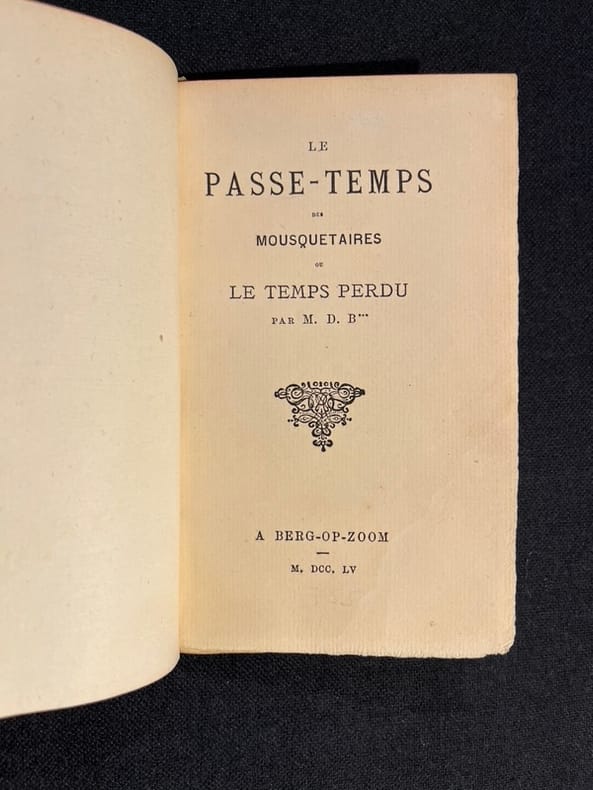 LE
PASSE-TEMPS
DES
MOUSQUETAIRES
OU
LE TEMPS PERDU
PAR M. D. B***
A BERG-OP-ZOOM
M. DCC. LV